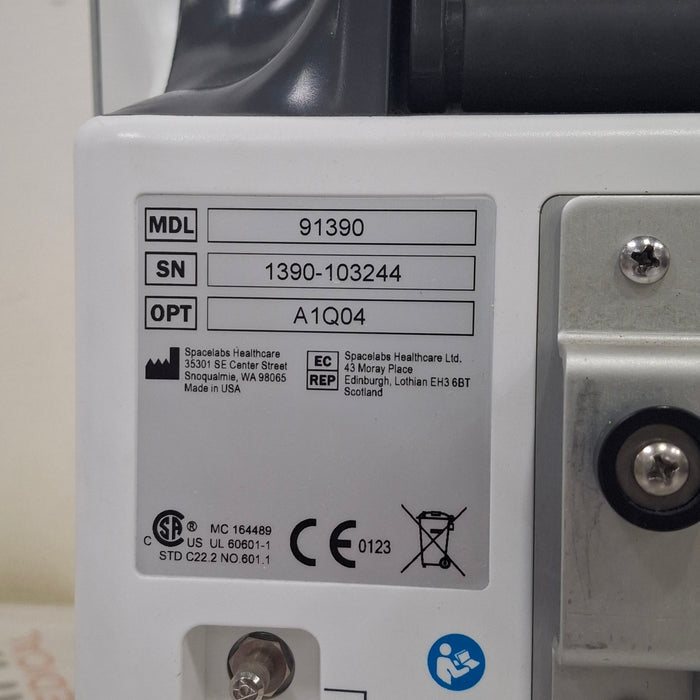 MDL 91390
SN 1390-103244
OPT A1Q04
Spacelabs Healthcare
35301 SE Center Street
Snoqualmie, WA 98065
Made in USA
EC REP
Spacelabs Healthcare Ltd.
43 Moray Place
Edinburgh, Lothian EH3 6BT
Scotland
C SA ® US
MC 164489
UL 60601-1
STD C22.2 NO.601.1
CE 0123
MEDICAL